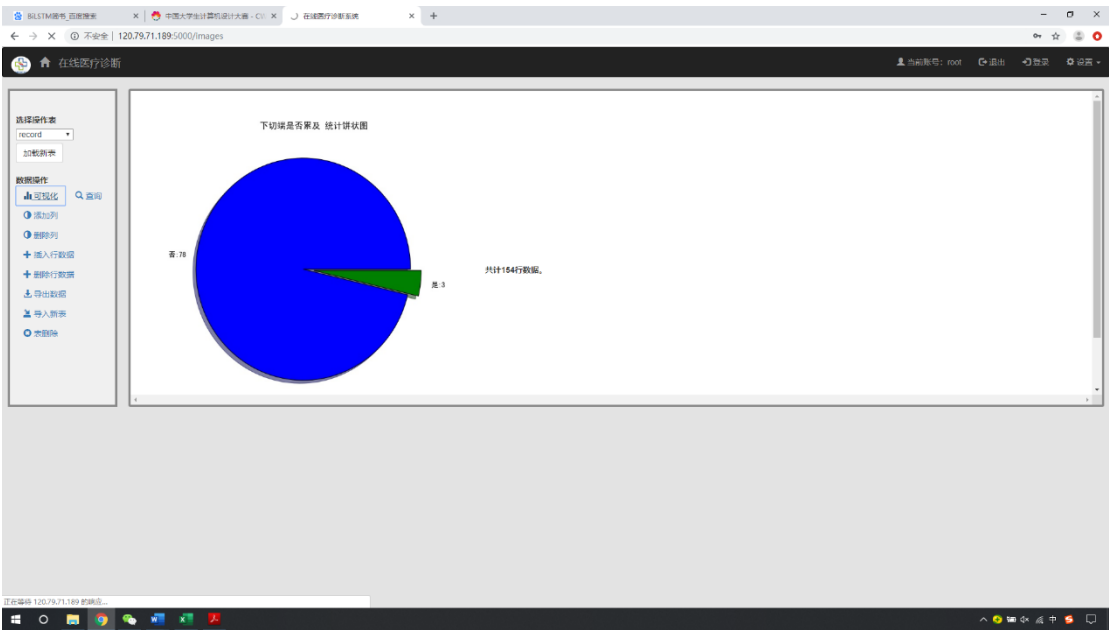 BiLSTM图书_百度搜索
中国大学生计算机设计大赛 - C
在线医疗诊断系统
不安全 | 120.79.71.189:5000/images
在线医疗诊断
当前账号：root 退出 登录 设置
选择操作表
record
加载新表
数据操作
可视化 查询
添加列
删除列
插入行数据
删除行数据
导出数据
导入新表
表删除
下切端是否累及 统计饼状图
否:78
是:3
共计154行数据。
正在等待 120.79.71.189 的响应...
中